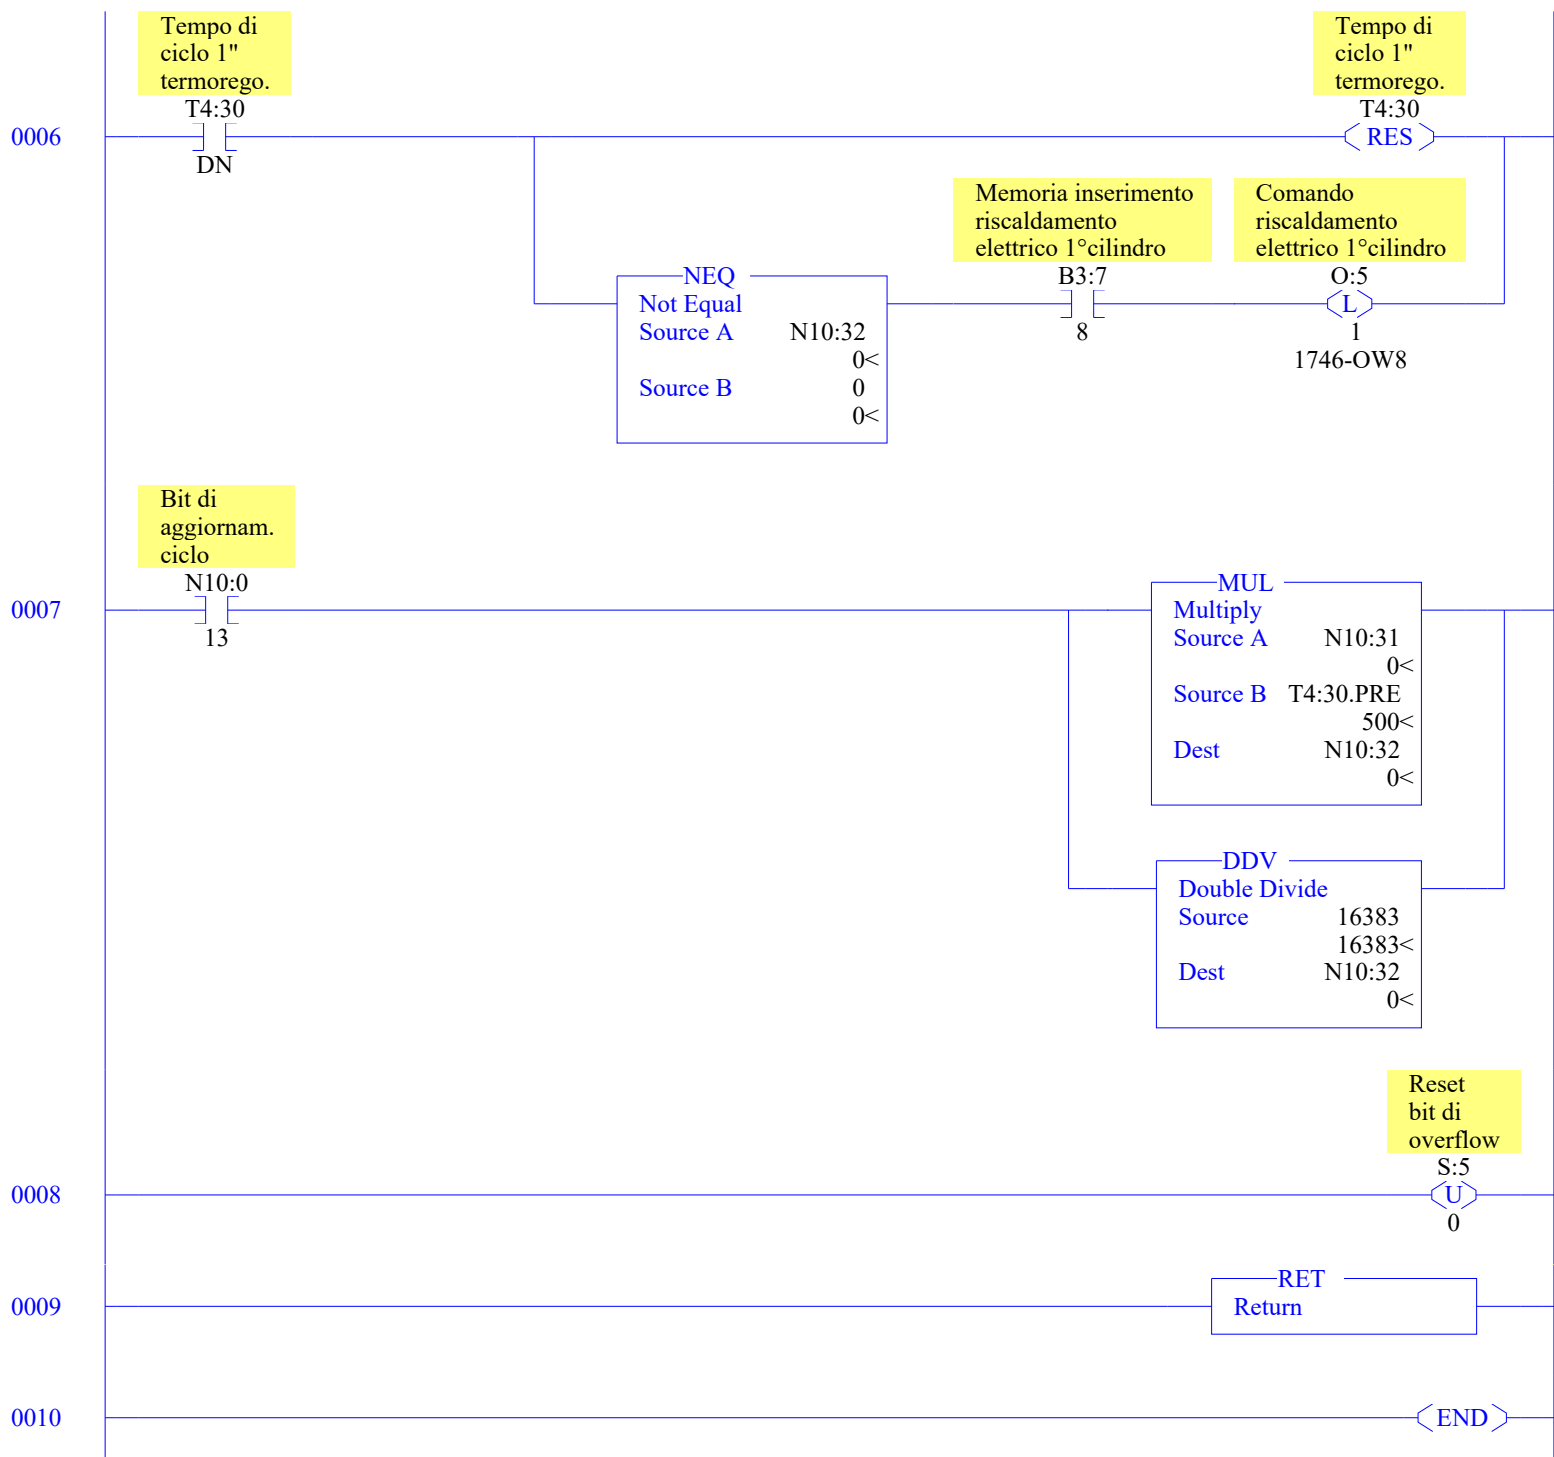 Tempo di
ciclo 1"
termorego.
T4:30
DN
Tempo di
ciclo 1"
termorego.
T4:30
RES
0006
Memoria inserimento
riscaldamento
elettrico 1°cilindro
B3:7
8
Comando
riscaldamento
elettrico 1°cilindro
O:5
L
1
1746-OW8
NEQ
Not Equal
Source A N10:32
0<
Source B 0
0<
Bit di
aggiornam.
ciclo
N10:0
13
0007
MUL
Multiply
Source A N10:31
0<
Source B T4:30.PRE
500<
Dest N10:32
0<
DDV
Double Divide
Source 16383
16383<
Dest N10:32
0<
Reset
bit di
overflow
S:5
U
0
0008
0009
RET
Return
0010
END